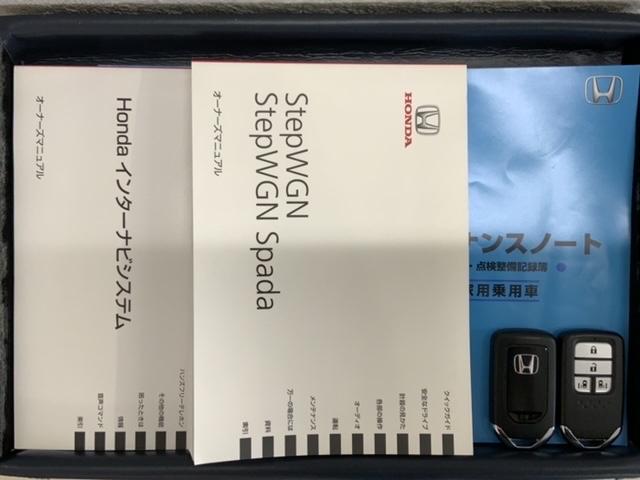 Honda インターナビシステム
オーナーズマニュアル
ハンズフリーテレホン
その他の機能
困ったときは
情報
音声コマンド
索引
HONDA
StepWGN
StepWGN Spada
オーナーズマニュアル
クイックガイド
安全なドライブ
計器の見かた
各部の操作
オーディオ
運転
メンテナンス
万一の場合には
資料
索引
ナンスノート
・点検整備記録簿
家用乗用車